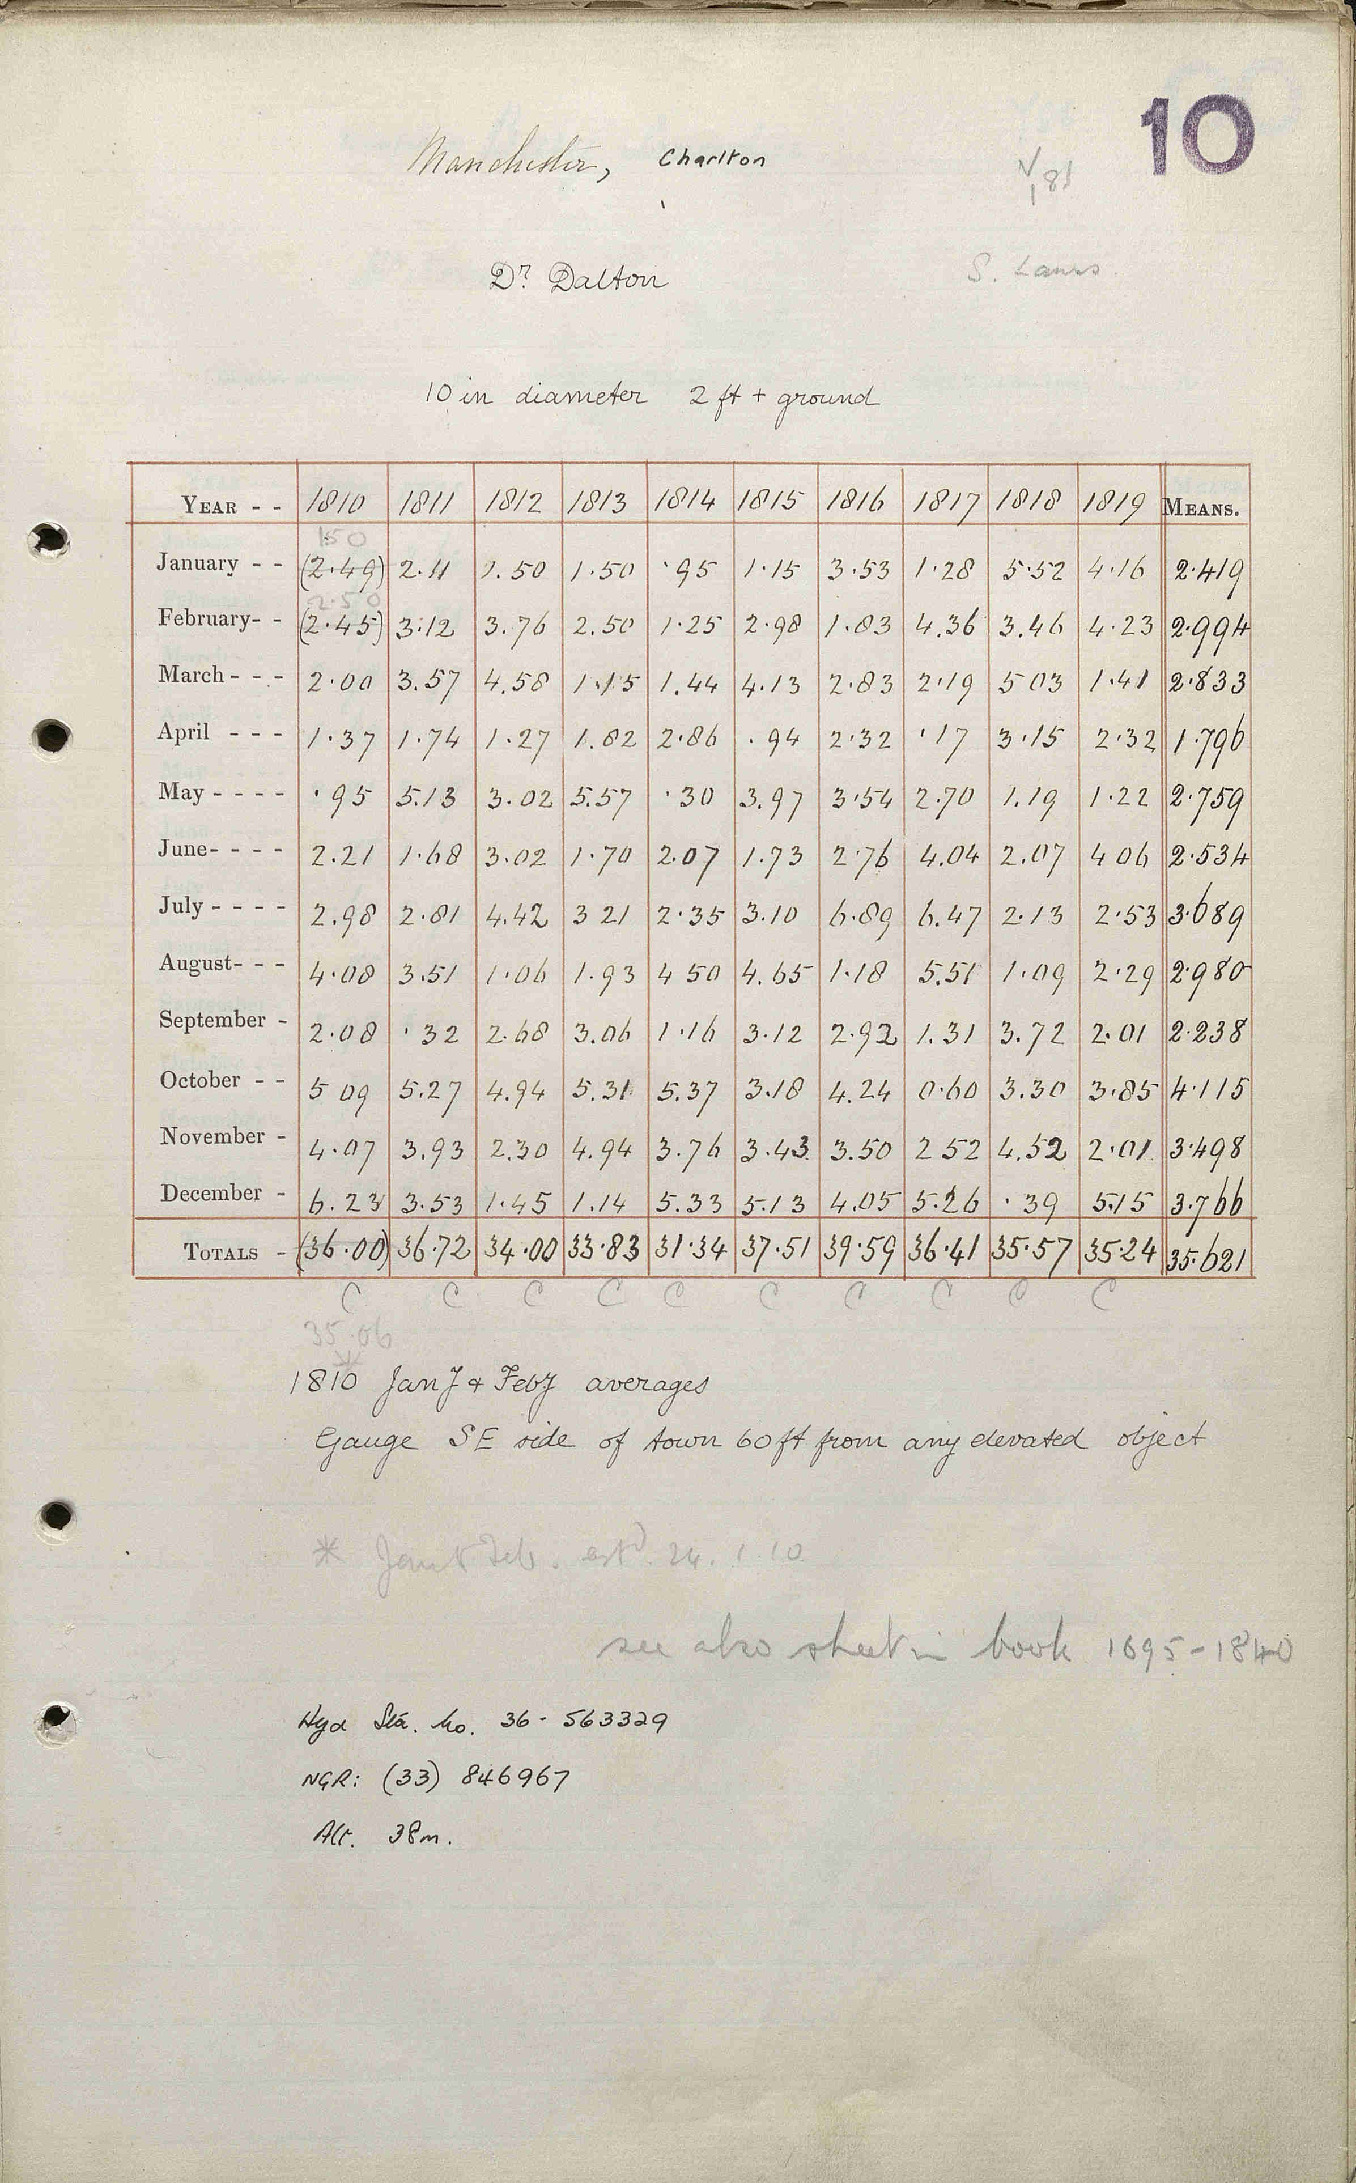 10
Manchester, Charlton
V/181
Dr. Dalton
S. Lancs
10 in diameter 2 ft + ground
YEAR - - 1810 1811 1812 1813 1814 1815 1816 1817 1818 1819 MEANS.
1.50
January - - (2.49) 2.11 1.50 1.50 .95 1.15 3.53 1.28 5.52 4.16 2.419
2.50
February- - (2.45) 3.12 3.76 2.50 1.25 2.98 1.83 4.36 3.46 4.23 2.994
March - - - 2.00 3.57 4.58 1.15 1.44 4.13 2.83 2.19 5 03 1.41 2.833
April - - - 1.37 1.74 1.27 1.82 2.86 .94 2.32 .17 3.15 2.32 1.796
May - - - - .95 5.13 3.02 5.57 .30 3.97 3.54 2.70 1.19 1.22 2.759
June- - - - 2.21 1.68 3.02 1.70 2.07 1.73 2.76 4.04 2.07 4 06 2.534
July - - - - 2.98 2.81 4.42 3 21 2.35 3.10 6.89 6.47 2.13 2.53 3.689
August- - - 4.08 3.51 1.06 1.93 4 50 4.65 1.18 5.51 1.09 2.29 2.980
September - 2.08 .32 2.68 3.06 1.16 3.12 2.92 1.31 3.72 2.01 2.238
October - - 5 09 5.27 4.94 5.31 5.37 3.18 4.24 0.60 3.30 3.85 4.115
November - 4.07 3.93 2.30 4.94 3.76 3.43 3.50 2 52 4.52 2.01 3.498
December - 6.23 3.53 1.45 1.14 5.33 5.13 4.05 5.26 .39 5.15 3.766
TOTALS - (36.00) 36.72 34.00 33.83 31.34 37.51 39.59 36.41 35.57 35.24 35.621
C C C C C C C C C C
35.06
*
1810 Jany & Feby averages
Gauge SE side of town 60 ft from any elevated object
* Jan & Feb. estd. 24.1.10
see also sheet in book 1695-1840
Hyd Sta. No. 36 - 563329
NGR: (33) 846967
Alt. 38m.